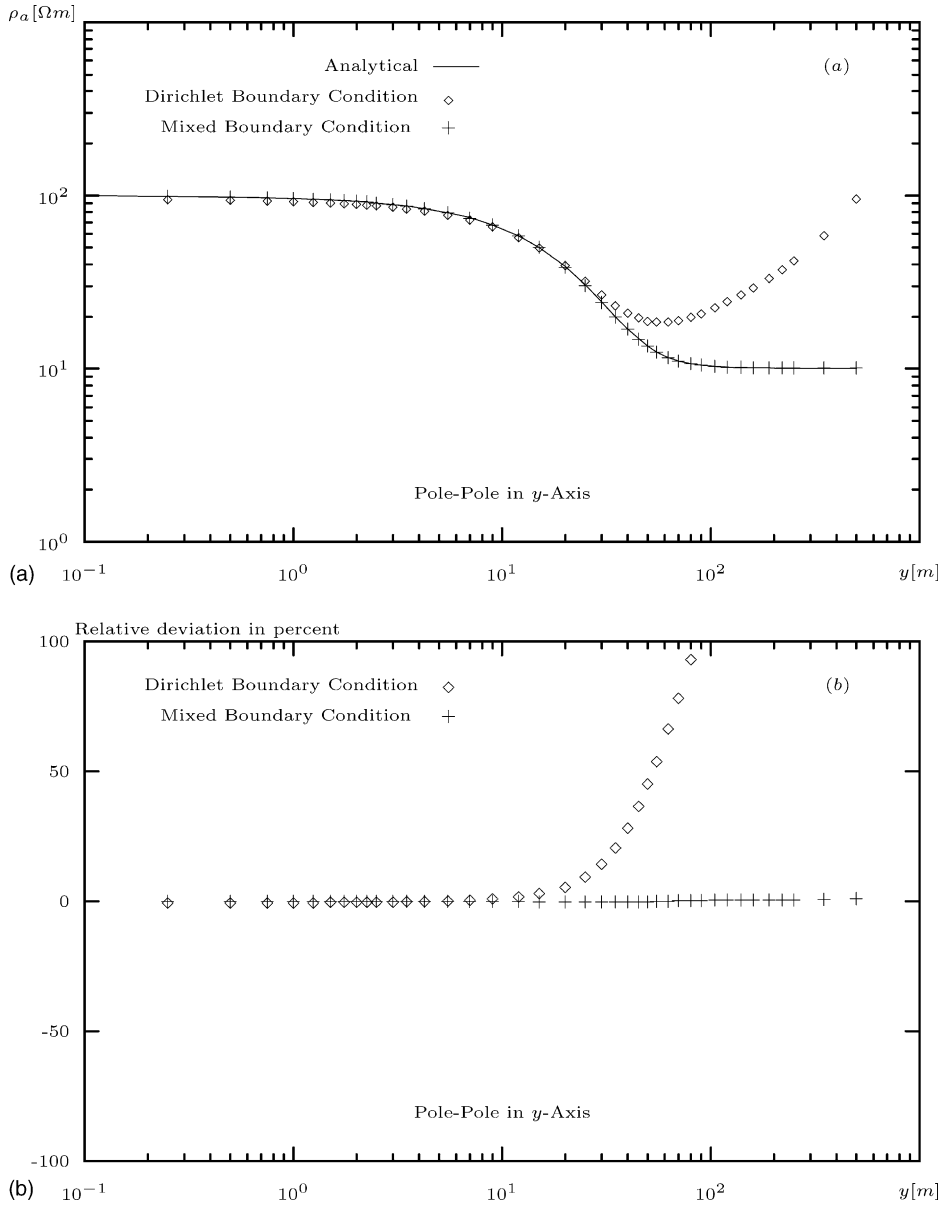 ρa[Ωm]
Analytical
(a)
Dirichlet Boundary Condition
Mixed Boundary Condition
10²
10¹
Pole-Pole in y-Axis
10⁰
(a)
10⁻¹ 10⁰ 10¹ 10² y[m]
Relative deviation in percent
100
Dirichlet Boundary Condition
(b)
Mixed Boundary Condition
50
0
-50
Pole-Pole in y-Axis
-100
(b)
10⁻¹ 10⁰ 10¹ 10² y[m]